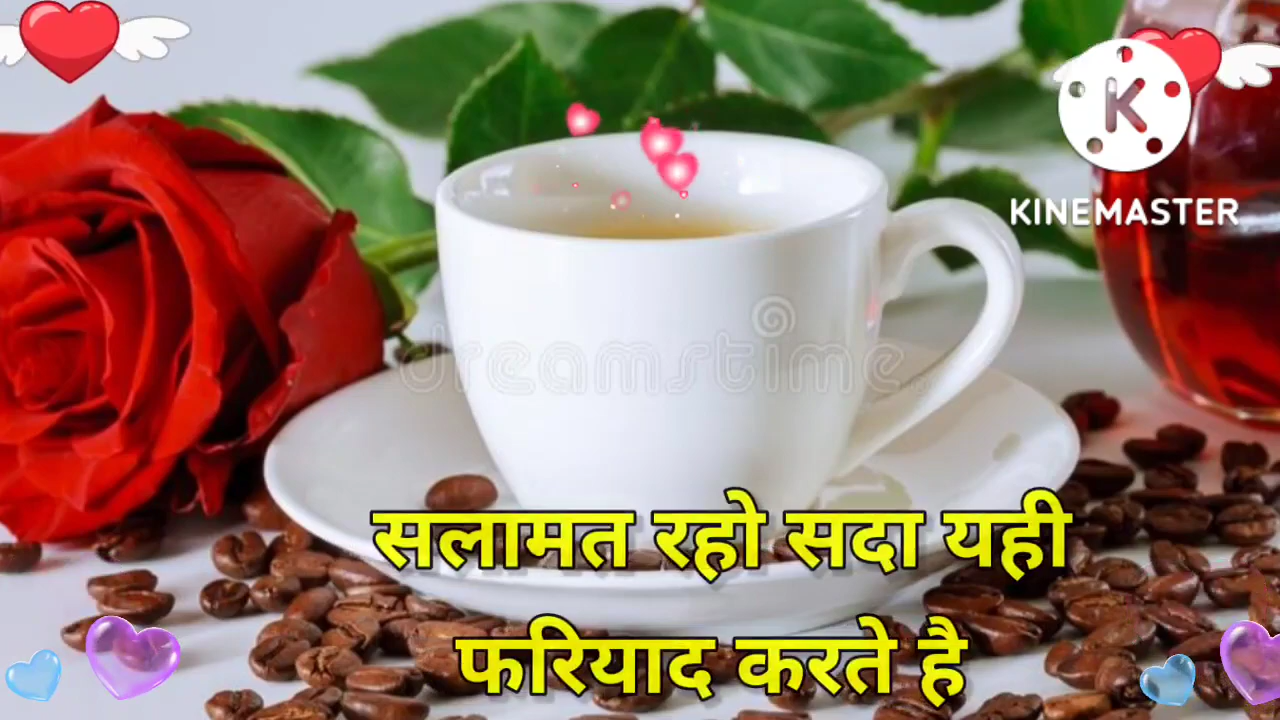 KINEMASTER
dreamstime
सलामत रहो सदा यही
फरियाद करते है